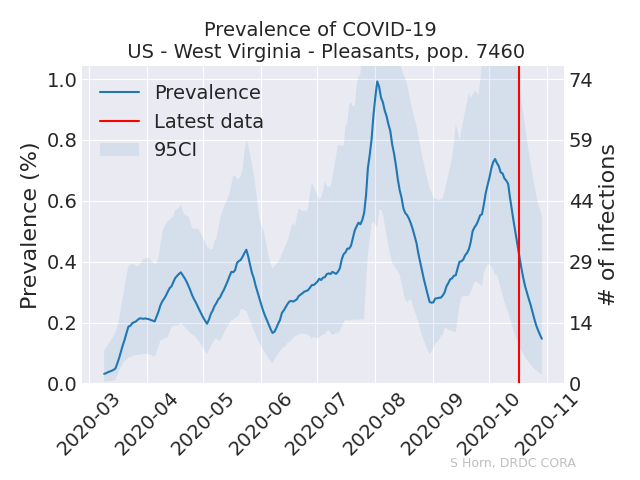 Prevalence of COVID-19
US - West Virginia - Pleasants, pop. 7460
Prevalence
Latest data
95CI
Prevalence (%)
1.0
0.8
0.6
0.4
0.2
0.0
74
59
44
29
14
0
# of infections
2020-03
2020-04
2020-05
2020-06
2020-07
2020-08
2020-09
2020-10
2020-11
S Horn, DRDC CORA